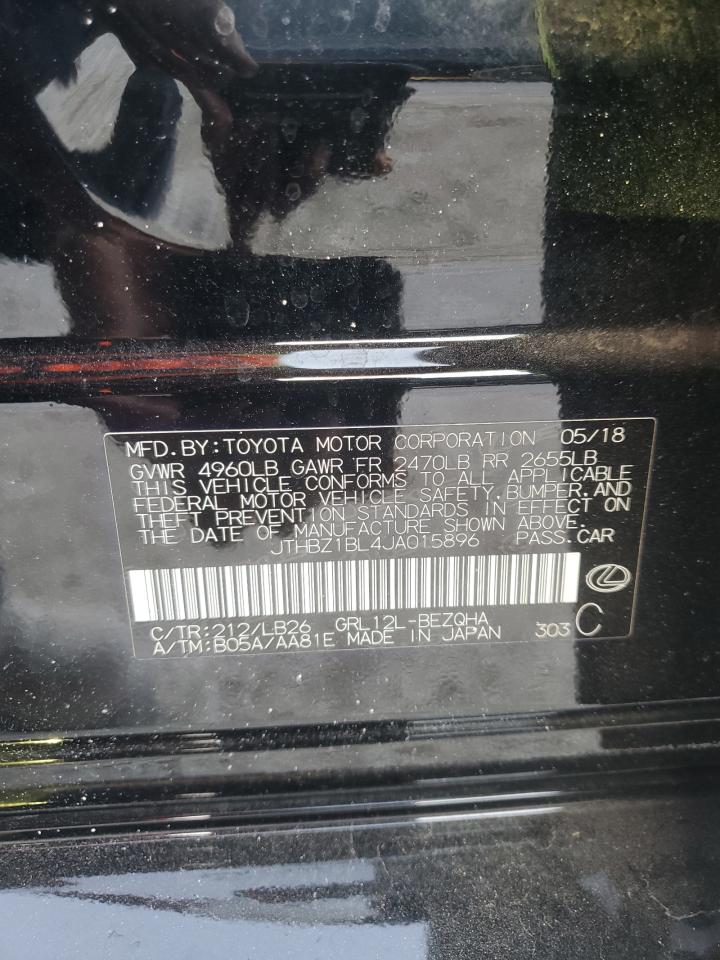 MFD.BY:TOYOTA MOTOR CORPORATION 05/18
GVWR 4960LB GAWR FR 2470LB RR 2655LB
THIS VEHICLE CONFORMS TO ALL APPLICABLE
FEDERAL MOTOR VEHICLE SAFETY,BUMPER,AND
THEFT PREVENTION STANDARDS IN EFFECT ON
THE DATE OF MANUFACTURE SHOWN ABOVE.
JTHBZ1BL4JA015896 PASS.CAR
C/TR:212/LB26 GRL12L-BEZQHA
A/TM:B05A/AA81E MADE IN JAPAN 303 C